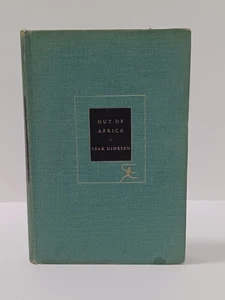 OUT OF
AFRICA
ISAK DINESEN